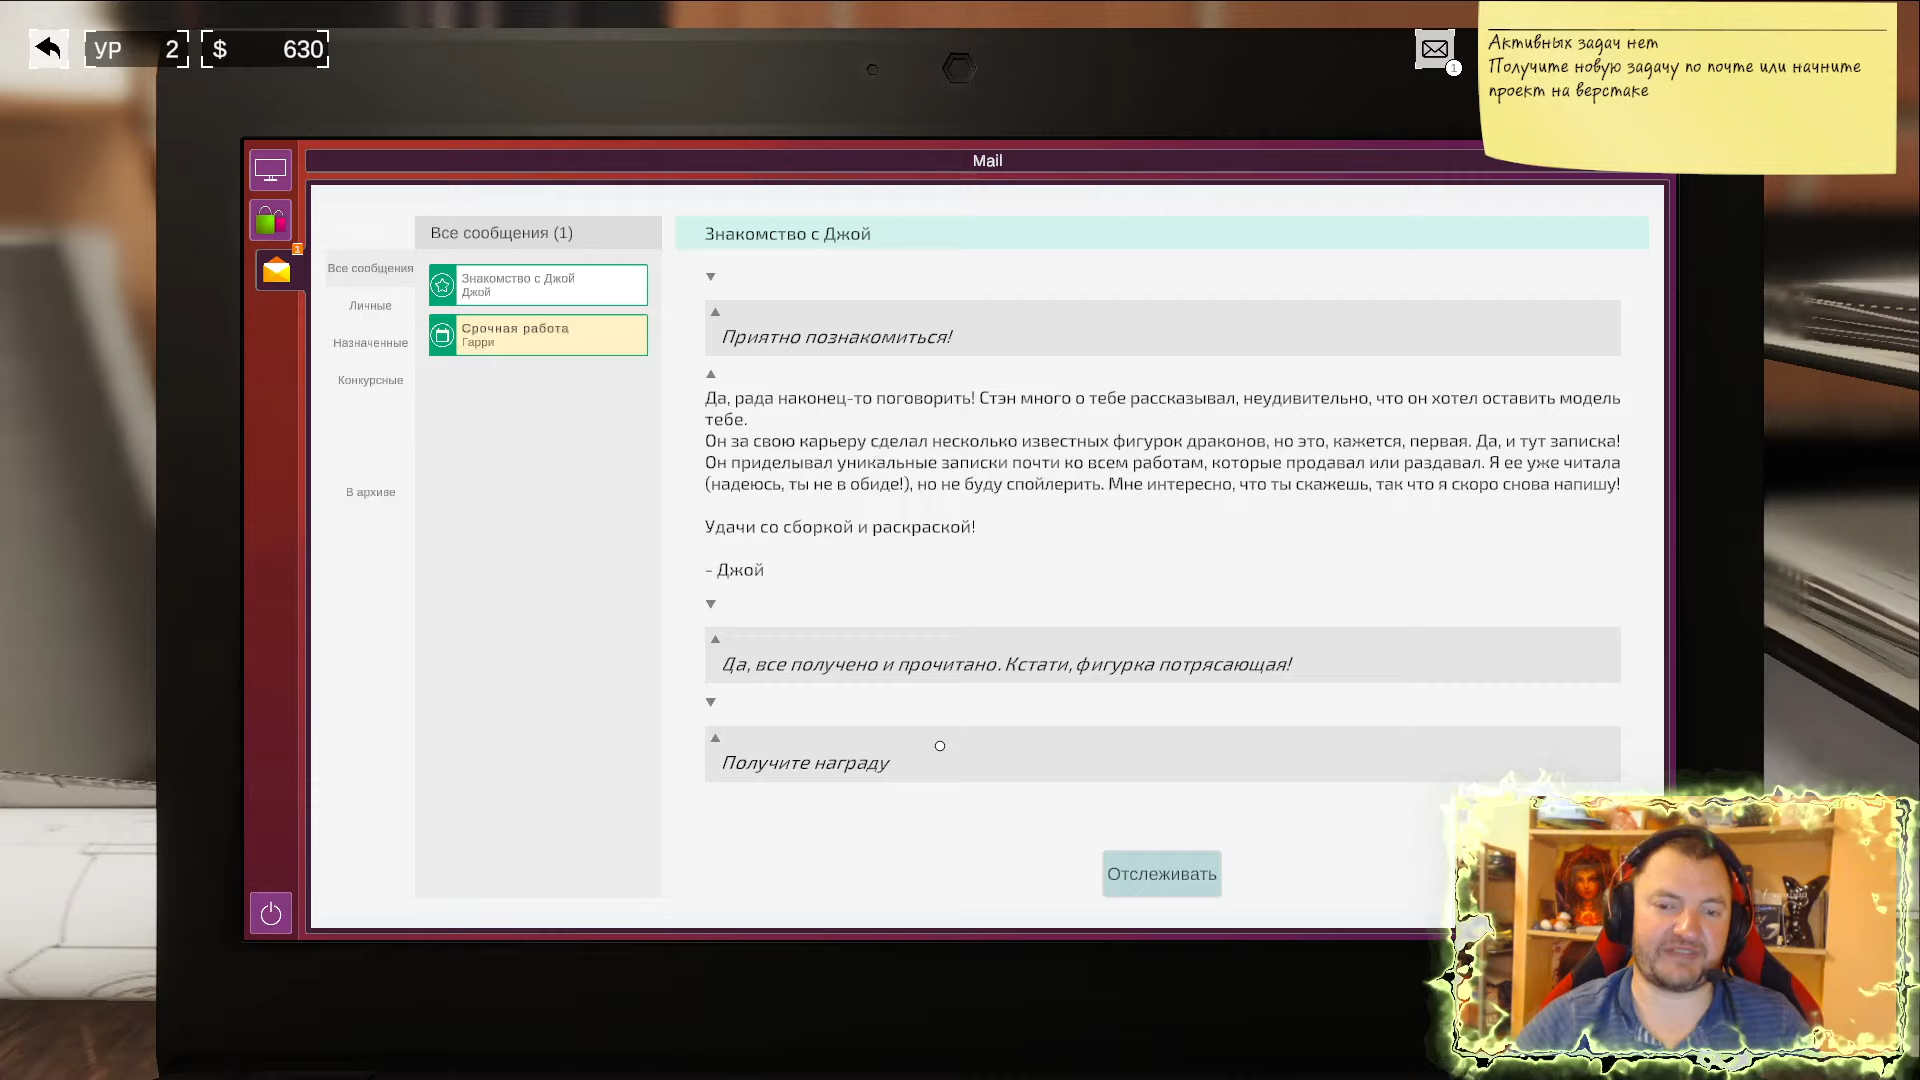 УР 2 $ 630
1
Активных задач нет
Получите новую задачу по почте или начните
проект на верстаке
Mail
1
Все сообщения
Личные
Назначенные
Конкурсные
В архиве
Все сообщения (1)
Знакомство с Джой
Джой
Срочная работа
Гарри
Знакомство с Джой
Приятно познакомиться!
Да, рада наконец-то поговорить! Стэн много о тебе рассказывал, неудивительно, что он хотел оставить модель
тебе.
Он за свою карьеру сделал несколько известных фигурок драконов, но это, кажется, первая. Да, и тут записка!
Он приделывал уникальные записки почти ко всем работам, которые продавал или раздавал. Я ее уже читала
(надеюсь, ты не в обиде!), но не буду спойлерить. Мне интересно, что ты скажешь, так что я скоро снова напишу!
Удачи со сборкой и раскраской!
- Джой
Да, все получено и прочитано. Кстати, фигурка потрясающая!
Получите награду
Отслеживать